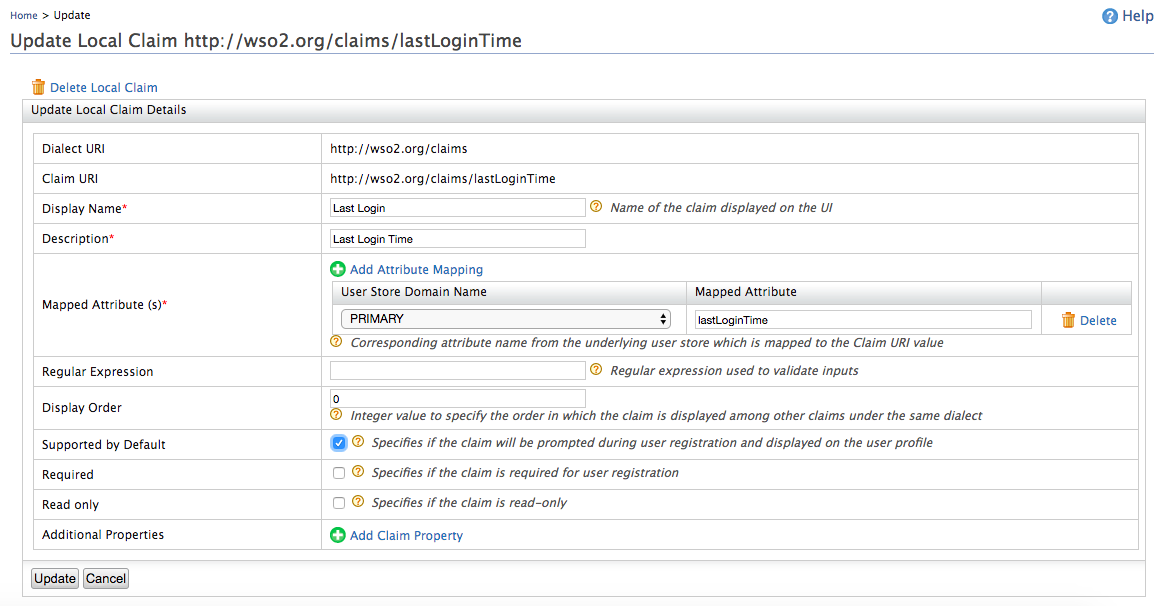 Home > Update
Help
Update Local Claim http://wso2.org/claims/lastLoginTime
Delete Local Claim
Update Local Claim Details
Dialect URI http://wso2.org/claims
Claim URI http://wso2.org/claims/lastLoginTime
Display Name* Last Login Name of the claim displayed on the UI
Description* Last Login Time
Add Attribute Mapping
User Store Domain Name Mapped Attribute
Mapped Attribute (s)*
PRIMARY lastLoginTime Delete
Corresponding attribute name from the underlying user store which is mapped to the Claim URI value
Regular Expression Regular expression used to validate inputs
Display Order 0
Integer value to specify the order in which the claim is displayed among other claims under the same dialect
Supported by Default Specifies if the claim will be prompted during user registration and displayed on the user profile
Required Specifies if the claim is required for user registration
Read only Specifies if the claim is read-only
Additional Properties Add Claim Property
Update Cancel